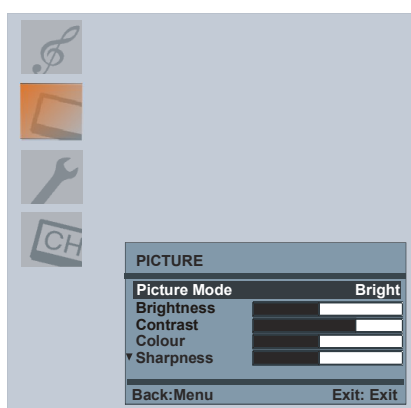 CH
PICTURE
Picture Mode Bright
Brightness
Contrast
Colour
Sharpness
Back:Menu Exit: Exit